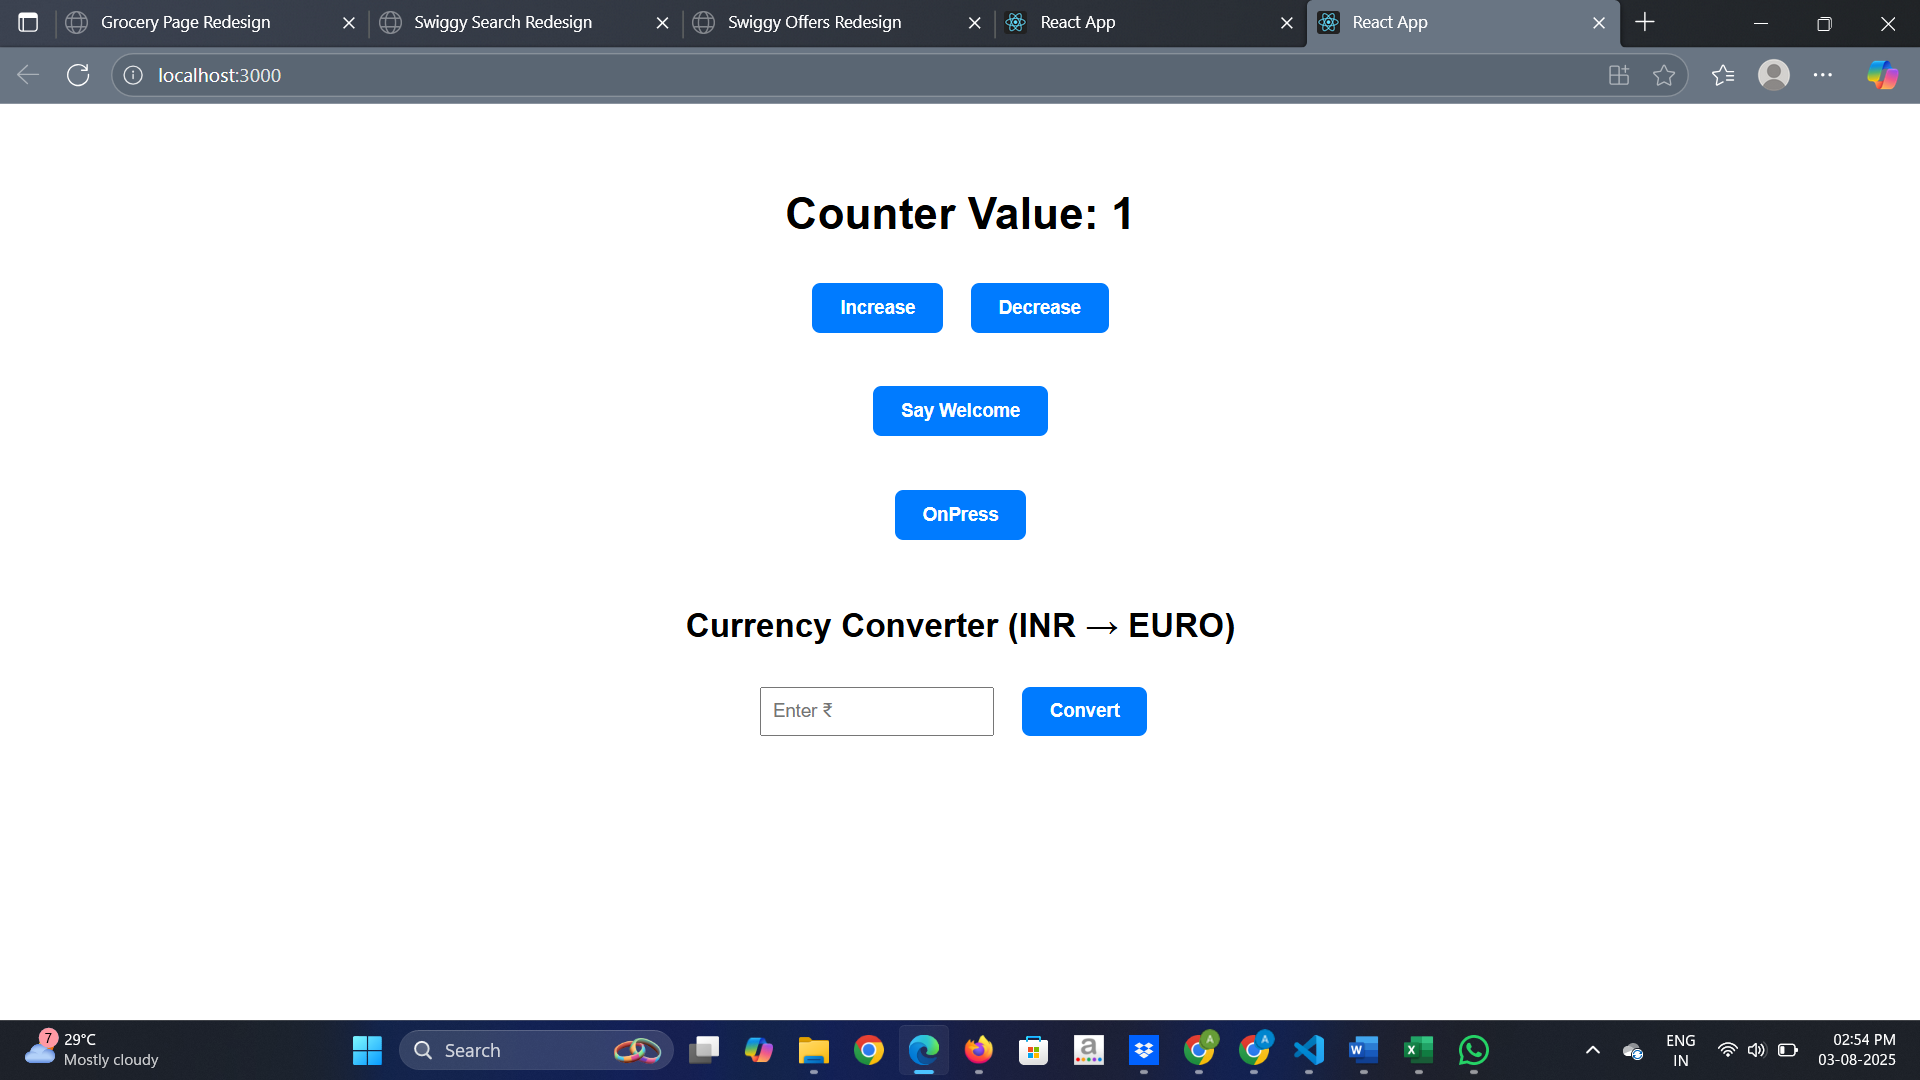 Grocery Page Redesign
Swiggy Search Redesign
Swiggy Offers Redesign
React App
React App
localhost:3000
Counter Value: 1
Increase
Decrease
Say Welcome
OnPress
Currency Converter (INR → EURO)
Enter ₹
Convert
7
29°C
Mostly cloudy
Search
a
A
A
W
X
ENG
IN
02:54 PM
03-08-2025